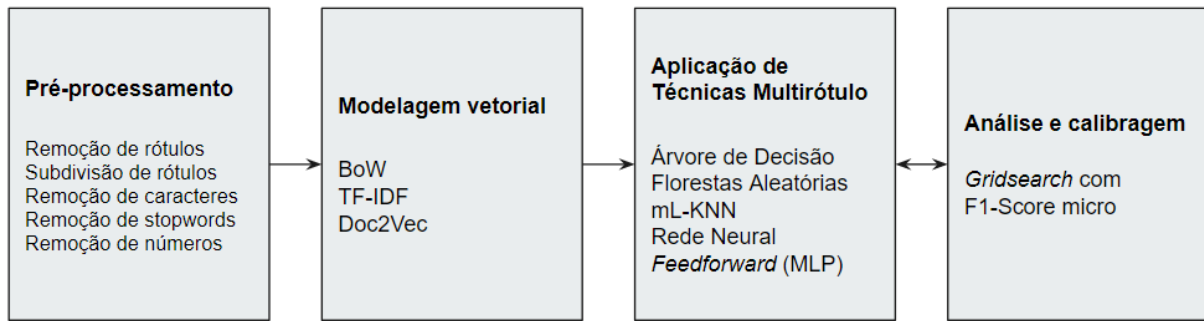 Pré-processamento
Remoção de rótulos
Subdivisão de rótulos
Remoção de caracteres
Remoção de stopwords
Remoção de números
Modelagem vetorial
BoW
TF-IDF
Doc2Vec
Aplicação de
Técnicas Multirótulo
Árvore de Decisão
Florestas Aleatórias
mL-KNN
Rede Neural
Feedforward (MLP)
Análise e calibragem
Gridsearch com
F1-Score micro